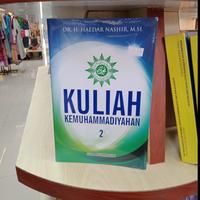 DR. H. HAEDAR NASHIR, M.SI.
KULIAH
KEMUHAMMADIYAHAN
2